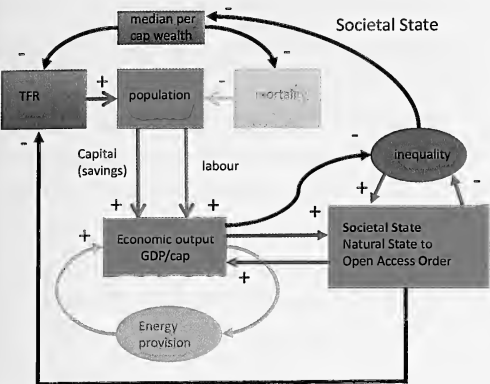 Societal State
median per
cap wealth
-
-
-
-
TFR
+
population
-
mortality
-
-
Capital
(savings)
labour
inequality
+
-
+
+
+
+
Economic output
GDP/cap
+
Societal State
Natural State to
Open Access Order
+
Energy
provision